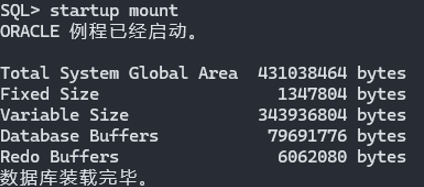 SQL> startup mount
ORACLE 例程已经启动。
Total System Global Area  431038464 bytes
Fixed Size                  1347804 bytes
Variable Size             343936804 bytes
Database Buffers           79691776 bytes
Redo Buffers                6062080 bytes
数据库装载完毕。